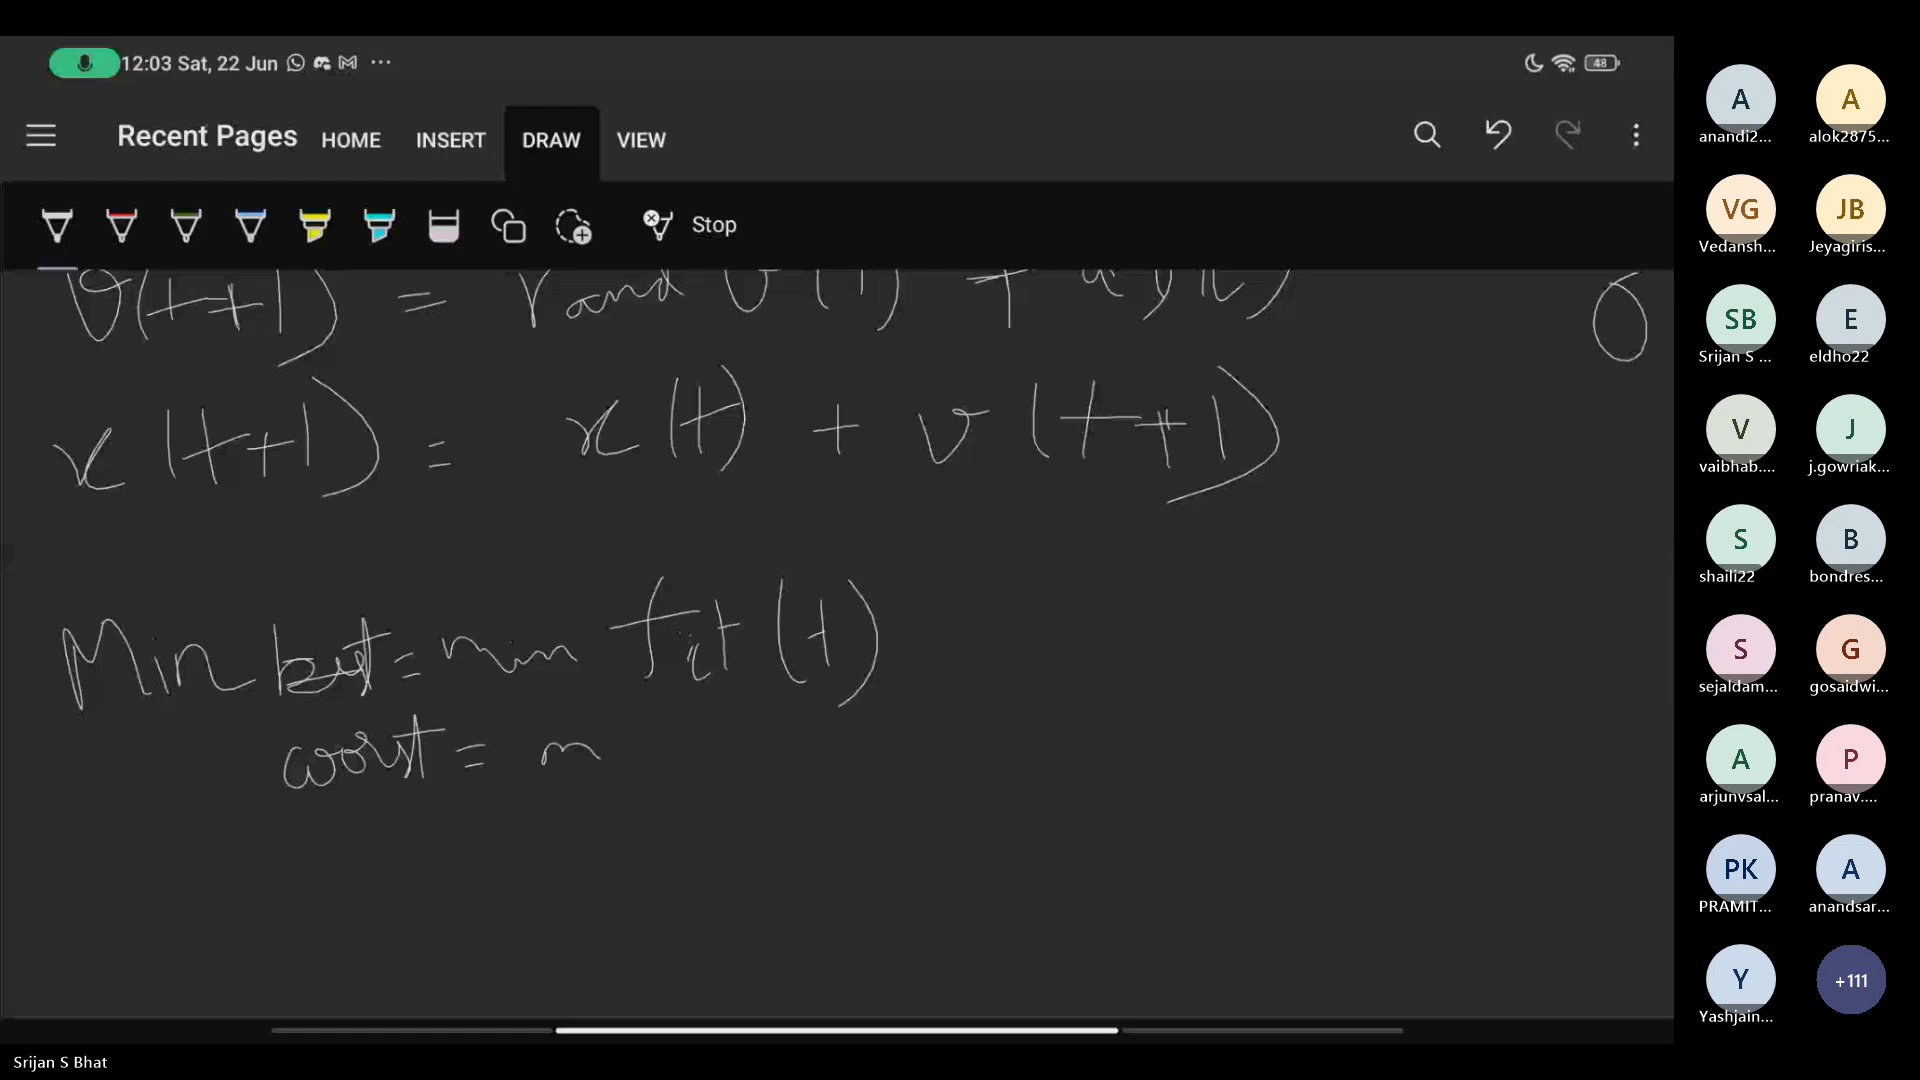 12:03 Sat, 22 Jun ... 48
Recent Pages HOME INSERT DRAW VIEW
Stop
v(t+1) = rand v(t) + a(t)
x(t+1) = x(t) + v(t+1)
Min best = min fit(t)
worst = m
A A
anandi2... alok2875...
VG JB
Vedansh... Jeyagiris...
SB E
Srijan S ... eldho22
V J
vaibhab.... j.gowriak...
S B
shaili22 bondres...
S G
sejaldam... gosaidwi...
A P
arjunvsal... pranav....
PK A
PRAMIT... anandsar...
Y +111
Yashjain...
Srijan S Bhat